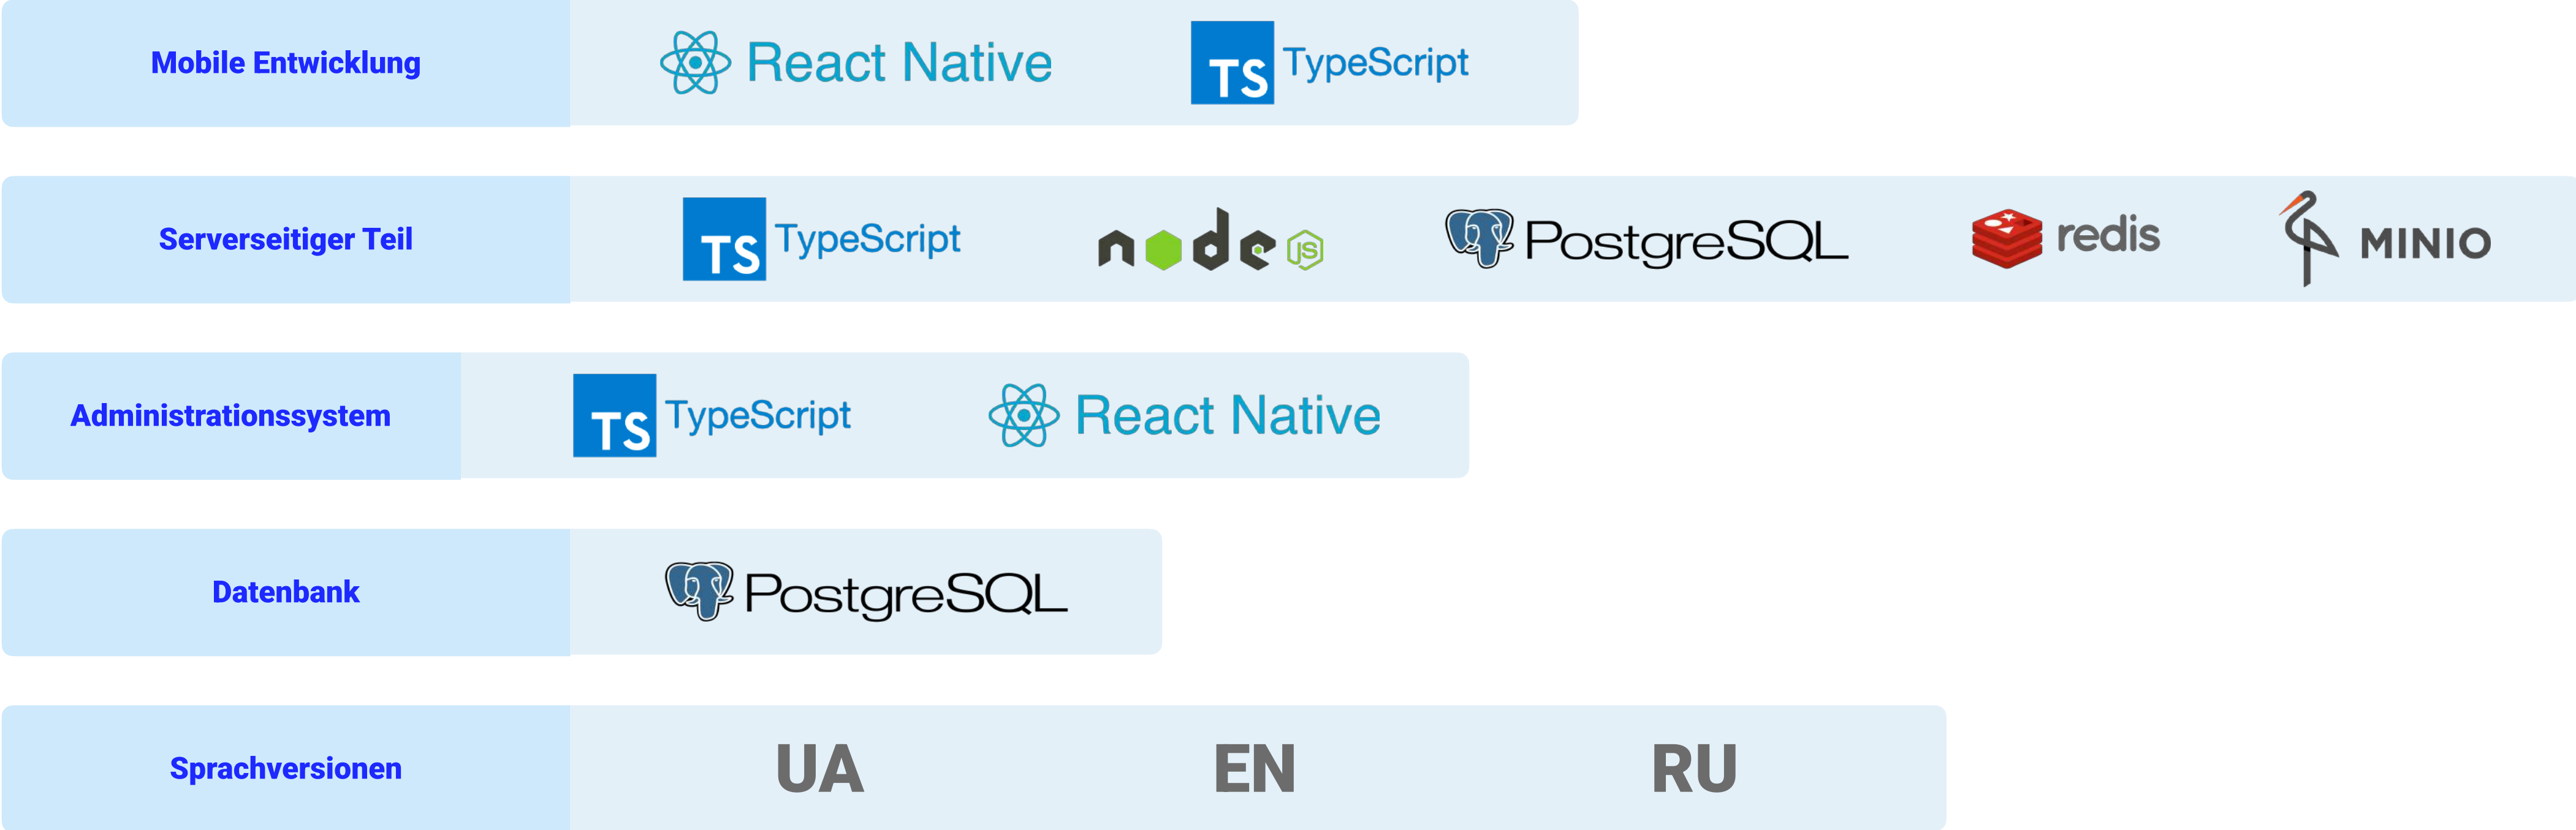 Mobile Entwicklung React Native TS TypeScript
Serverseitiger Teil TS TypeScript node JS PostgreSQL redis MINIO
Administrationssystem TS TypeScript React Native
Datenbank PostgreSQL
Sprachversionen UA EN RU